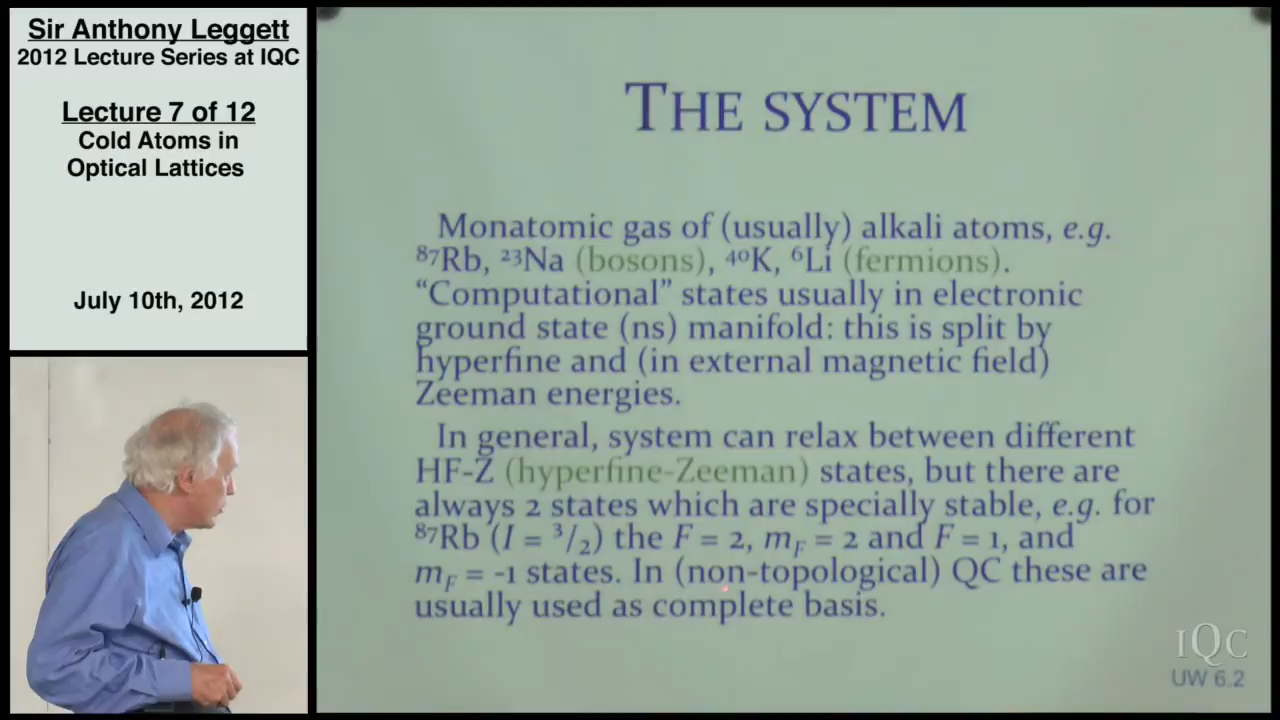 Sir Anthony Leggett
2012 Lecture Series at IQC
Lecture 7 of 12
Cold Atoms in
Optical Lattices
July 10th, 2012
THE SYSTEM
Monatomic gas of (usually) alkali atoms, e.g.
⁸⁷Rb, ²³Na (bosons), ⁴⁰K, ⁶Li (fermions).
“Computational” states usually in electronic
ground state (ns) manifold: this is split by
hyperfine and (in external magnetic field)
Zeeman energies.
In general, system can relax between different
HF-Z (hyperfine-Zeeman) states, but there are
always 2 states which are specially stable, e.g. for
⁸⁷Rb (I = ³/₂) the F = 2, m_F = 2 and F = 1, and
m_F = -1 states. In (non-topological) QC these are
usually used as complete basis.
IQC
UW 6.2